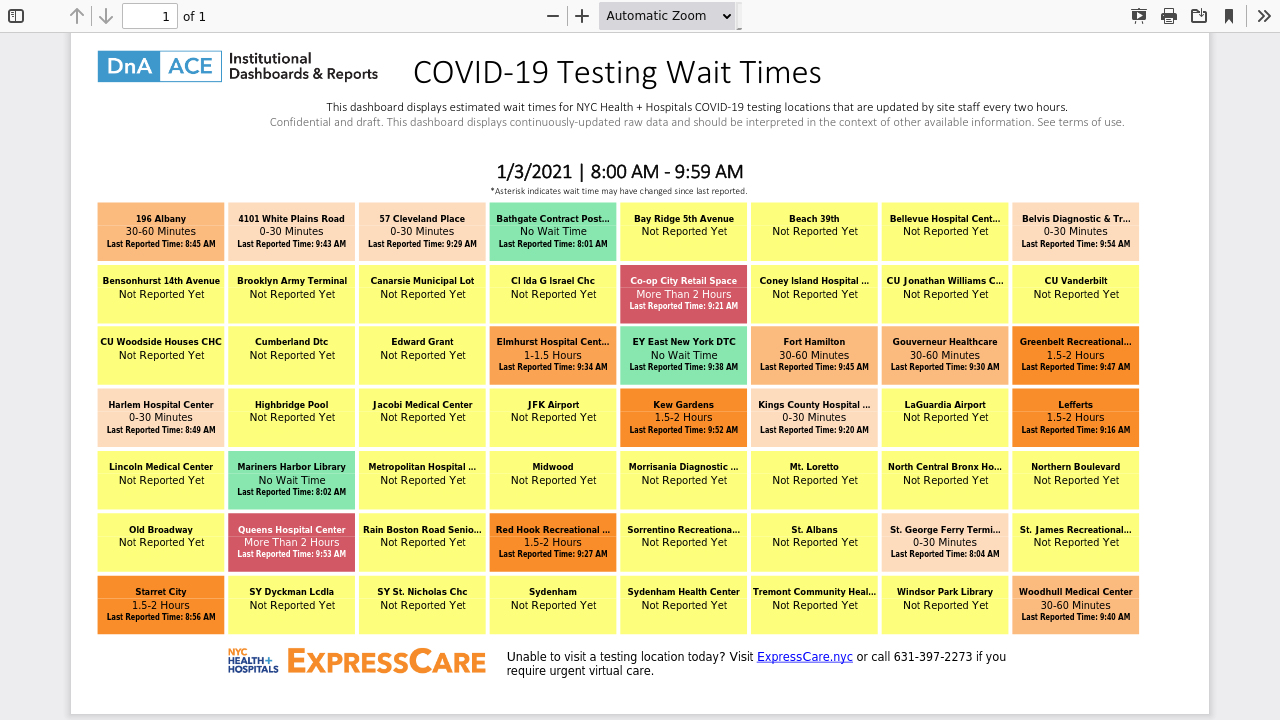 1 of 1
Automatic Zoom
DnA ACE Institutional Dashboards & Reports
COVID-19 Testing Wait Times
This dashboard displays estimated wait times for NYC Health + Hospitals COVID-19 testing locations that are updated by site staff every two hours.
Confidential and draft. This dashboard displays continuously-updated raw data and should be interpreted in the context of other available information. See terms of use.
1/3/2021 | 8:00 AM - 9:59 AM
*Asterisk indicates wait time may have changed since last reported.
196 Albany
30-60 Minutes
Last Reported Time: 8:45 AM
4101 White Plains Road
0-30 Minutes
Last Reported Time: 9:43 AM
57 Cleveland Place
0-30 Minutes
Last Reported Time: 9:29 AM
Bathgate Contract Post...
No Wait Time
Last Reported Time: 8:01 AM
Bay Ridge 5th Avenue
Not Reported Yet
Beach 39th
Not Reported Yet
Bellevue Hospital Cent...
Not Reported Yet
Belvis Diagnostic & Tr...
0-30 Minutes
Last Reported Time: 9:54 AM
Bensonhurst 14th Avenue
Not Reported Yet
Brooklyn Army Terminal
Not Reported Yet
Canarsie Municipal Lot
Not Reported Yet
Cl Ida G Israel Chc
Not Reported Yet
Co-op City Retail Space
More Than 2 Hours
Last Reported Time: 9:21 AM
Coney Island Hospital ...
Not Reported Yet
CU Jonathan Williams C...
Not Reported Yet
CU Vanderbilt
Not Reported Yet
CU Woodside Houses CHC
Not Reported Yet
Cumberland Dtc
Not Reported Yet
Edward Grant
Not Reported Yet
Elmhurst Hospital Cent...
1-1.5 Hours
Last Reported Time: 9:34 AM
EY East New York DTC
No Wait Time
Last Reported Time: 9:38 AM
Fort Hamilton
30-60 Minutes
Last Reported Time: 9:45 AM
Gouverneur Healthcare
30-60 Minutes
Last Reported Time: 9:30 AM
Greenbelt Recreational...
1.5-2 Hours
Last Reported Time: 9:47 AM
Harlem Hospital Center
0-30 Minutes
Last Reported Time: 8:49 AM
Highbridge Pool
Not Reported Yet
Jacobi Medical Center
Not Reported Yet
JFK Airport
Not Reported Yet
Kew Gardens
1.5-2 Hours
Last Reported Time: 9:52 AM
Kings County Hospital ...
0-30 Minutes
Last Reported Time: 9:20 AM
LaGuardia Airport
Not Reported Yet
Lefferts
1.5-2 Hours
Last Reported Time: 9:16 AM
Lincoln Medical Center
Not Reported Yet
Mariners Harbor Library
No Wait Time
Last Reported Time: 8:02 AM
Metropolitan Hospital ...
Not Reported Yet
Midwood
Not Reported Yet
Morrisania Diagnostic ...
Not Reported Yet
Mt. Loretto
Not Reported Yet
North Central Bronx Ho...
Not Reported Yet
Northern Boulevard
Not Reported Yet
Old Broadway
Not Reported Yet
Queens Hospital Center
More Than 2 Hours
Last Reported Time: 9:53 AM
Rain Boston Road Senio...
Not Reported Yet
Red Hook Recreational ...
1.5-2 Hours
Last Reported Time: 9:27 AM
Sorrentino Recreationa...
Not Reported Yet
St. Albans
Not Reported Yet
St. George Ferry Termi...
0-30 Minutes
Last Reported Time: 8:04 AM
St. James Recreational...
Not Reported Yet
Starret City
1.5-2 Hours
Last Reported Time: 8:56 AM
SY Dyckman Lcdla
Not Reported Yet
SY St. Nicholas Chc
Not Reported Yet
Sydenham
Not Reported Yet
Sydenham Health Center
Not Reported Yet
Tremont Community Heal...
Not Reported Yet
Windsor Park Library
Not Reported Yet
Woodhull Medical Center
30-60 Minutes
Last Reported Time: 9:40 AM
NYC
HEALTH+
HOSPITALS
EXPRESSCARE
Unable to visit a testing location today? Visit ExpressCare.nyc or call 631-397-2273 if you
require urgent virtual care.